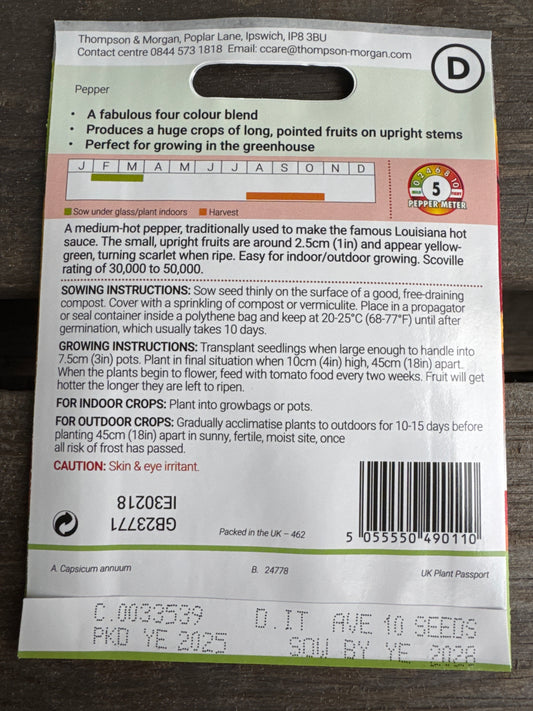 Thompson & Morgan, Poplar Lane, Ipswich, IP8 3BU
Contact centre 0844 573 1818 Email: ccare@thompson-morgan.com
D
Pepper
• A fabulous four colour blend
• Produces a huge crops of long, pointed fruits on upright stems
• Perfect for growing in the greenhouse
J F M A M J J A S O N D
Sow under glass/plant indoors Harvest
0 2 4 6 8 10
MILD 5 HOT
PEPPER METER
A medium-hot pepper, traditionally used to make the famous Louisiana hot
sauce. The small, upright fruits are around 2.5cm (1in) and appear yellow-
green, turning scarlet when ripe. Easy for indoor/outdoor growing. Scoville
rating of 30,000 to 50,000.
SOWING INSTRUCTIONS: Sow seed thinly on the surface of a good, free-draining
compost. Cover with a sprinkling of compost or vermiculite. Place in a propagator
or seal container inside a polythene bag and keep at 20-25°C (68-77°F) until after
germination, which usually takes 10 days.
GROWING INSTRUCTIONS: Transplant seedlings when large enough to handle into
7.5cm (3in) pots. Plant in final situation when 10cm (4in) high, 45cm (18in) apart.
When the plants begin to flower, feed with tomato food every two weeks. Fruit will get
hotter the longer they are left to ripen.
FOR INDOOR CROPS: Plant into growbags or pots.
FOR OUTDOOR CROPS: Gradually acclimatise plants to outdoors for 10-15 days before
planting 45cm (18in) apart in sunny, fertile, moist site, once
all risk of frost has passed.
CAUTION: Skin & eye irritant.
GB23771
IE30218
Packed in the UK – 462
5 055550 490110
A. Capsicum annuum B. 24778 UK Plant Passport
C.0033539 D.IT AVE 10 SEEDS
PKD YE 2025 SOW BY YE 2028